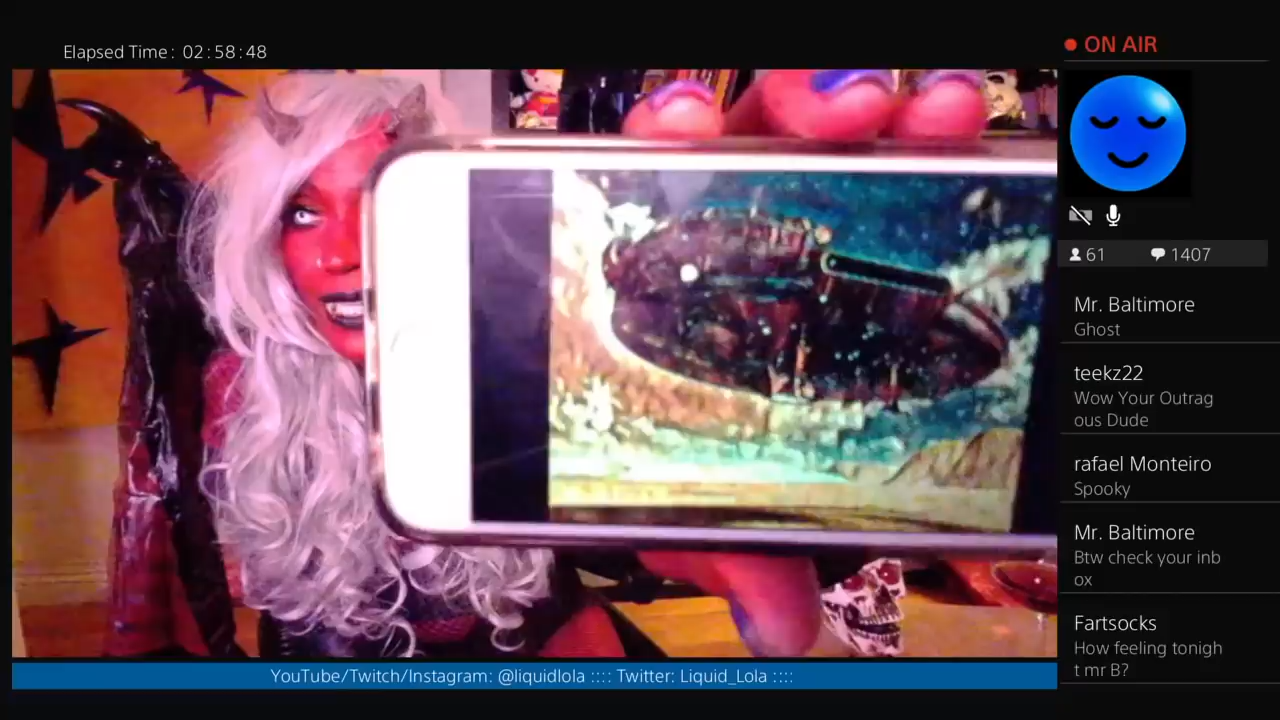 Elapsed Time: 02:58:48
ON AIR
61 1407
Mr. Baltimore
Ghost
teekz22
Wow Your Outrag
ous Dude
rafael Monteiro
Spooky
Mr. Baltimore
Btw check your inb
ox
Fartsocks
How feeling tonigh
t mr B?
YouTube/Twitch/Instagram: @liquidlola :::: Twitter: Liquid_Lola ::::